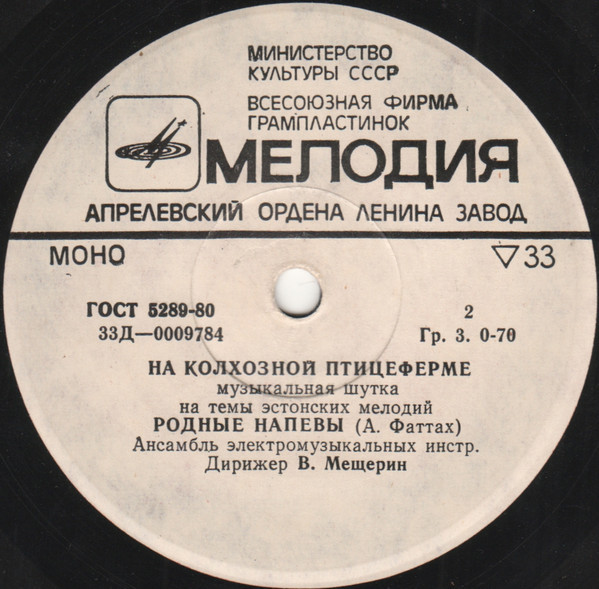 МИНИСТЕРСТВО
КУЛЬТУРЫ СССР
ВСЕСОЮЗНАЯ ФИРМА
ГРАМПЛАСТИНОК
МЕЛОДИЯ
АПРЕЛЕВСКИЙ ОРДЕНА ЛЕНИНА ЗАВОД
МОНО ▽33
ГОСТ 5289-80 2
33Д—0009784 Гр. 3. 0-70
НА КОЛХОЗНОЙ ПТИЦЕФЕРМЕ
музыкальная шутка
на темы эстонских мелодий
РОДНЫЕ НАПЕВЫ (А. Фаттах)
Ансамбль электромузыкальных инстр.
Дирижер В. Мещерин